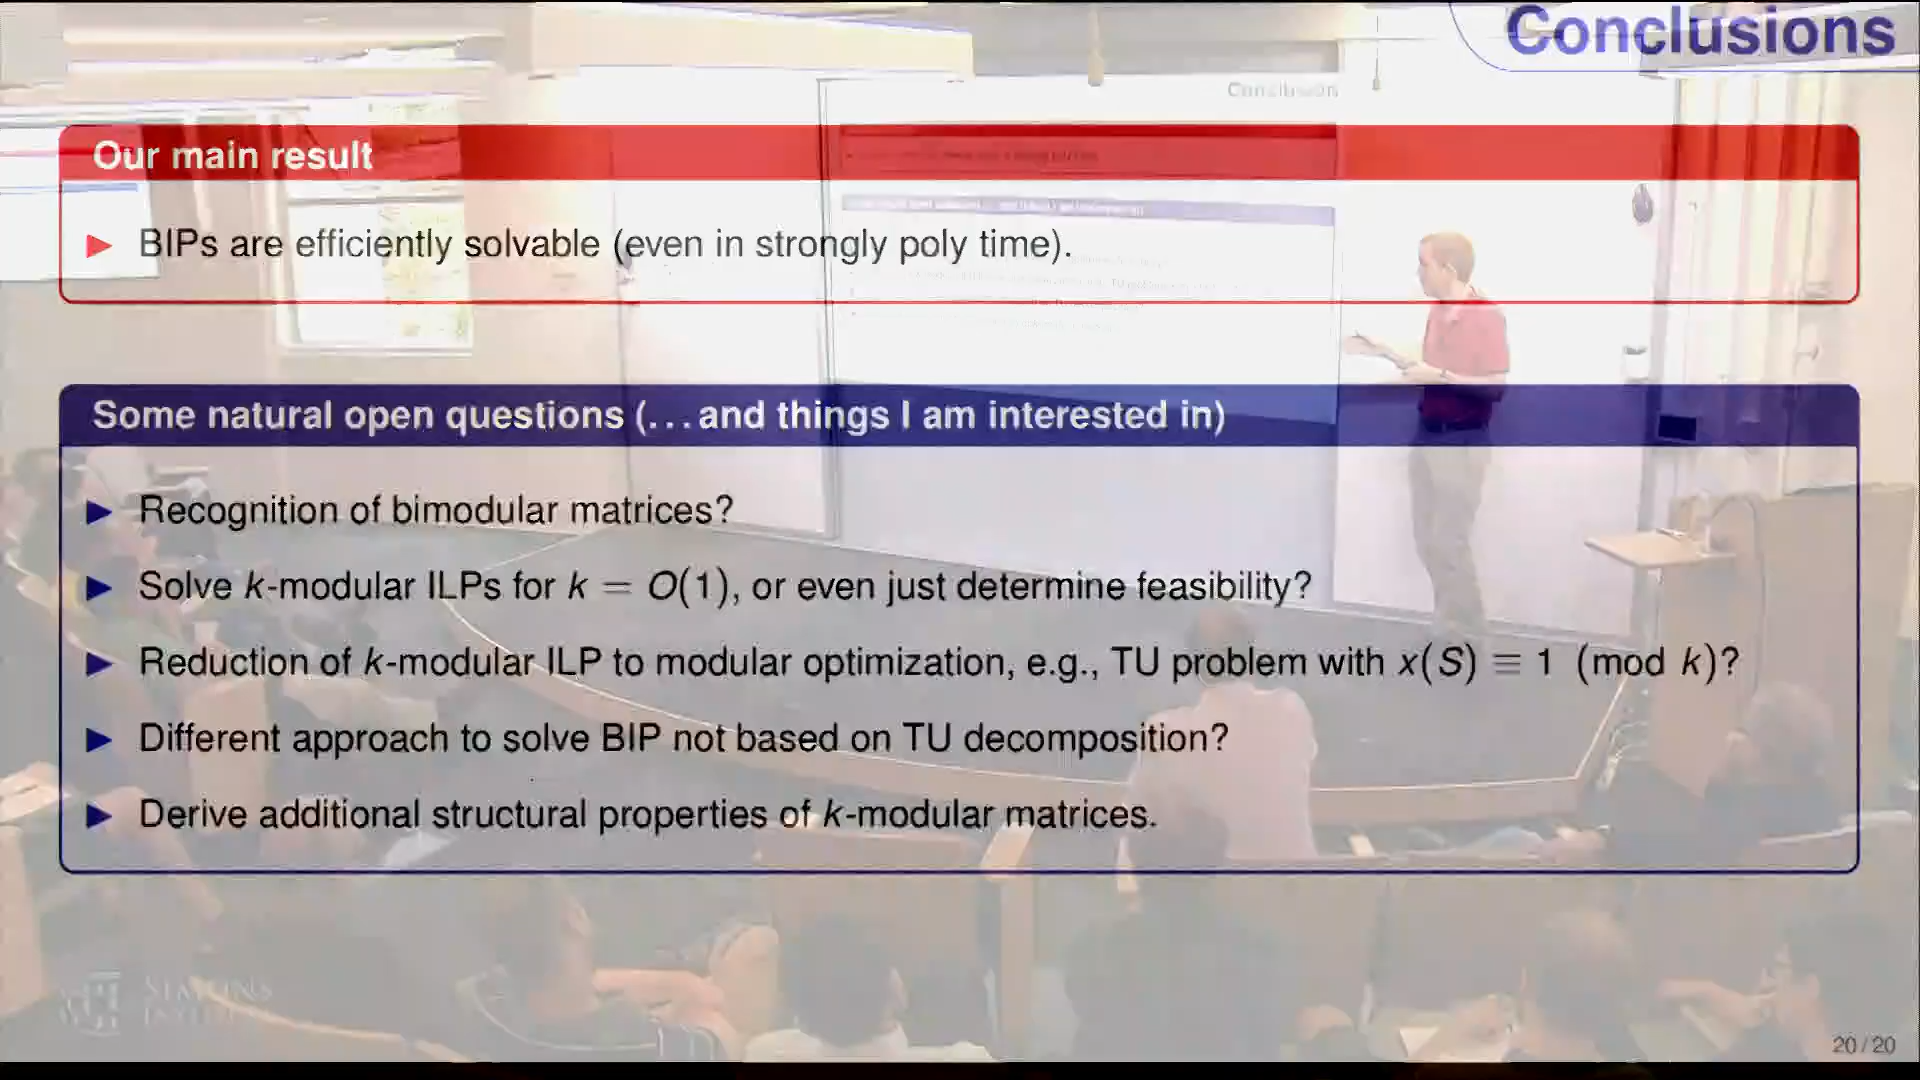 Conclusions
Conclusion
Our main result
BIPs are efficiently solvable (even in strongly poly time).
Some natural open questions (...and things I am interested in)
Recognition of bimodular matrices?
Solve k-modular ILPs for k = O(1), or even just determine feasibility?
Reduction of k-modular ILP to modular optimization, e.g., TU problem with x(S) ≡ 1 (mod k)?
Different approach to solve BIP not based on TU decomposition?
Derive additional structural properties of k-modular matrices.
SIMONS
INSTITUTE
20 / 20